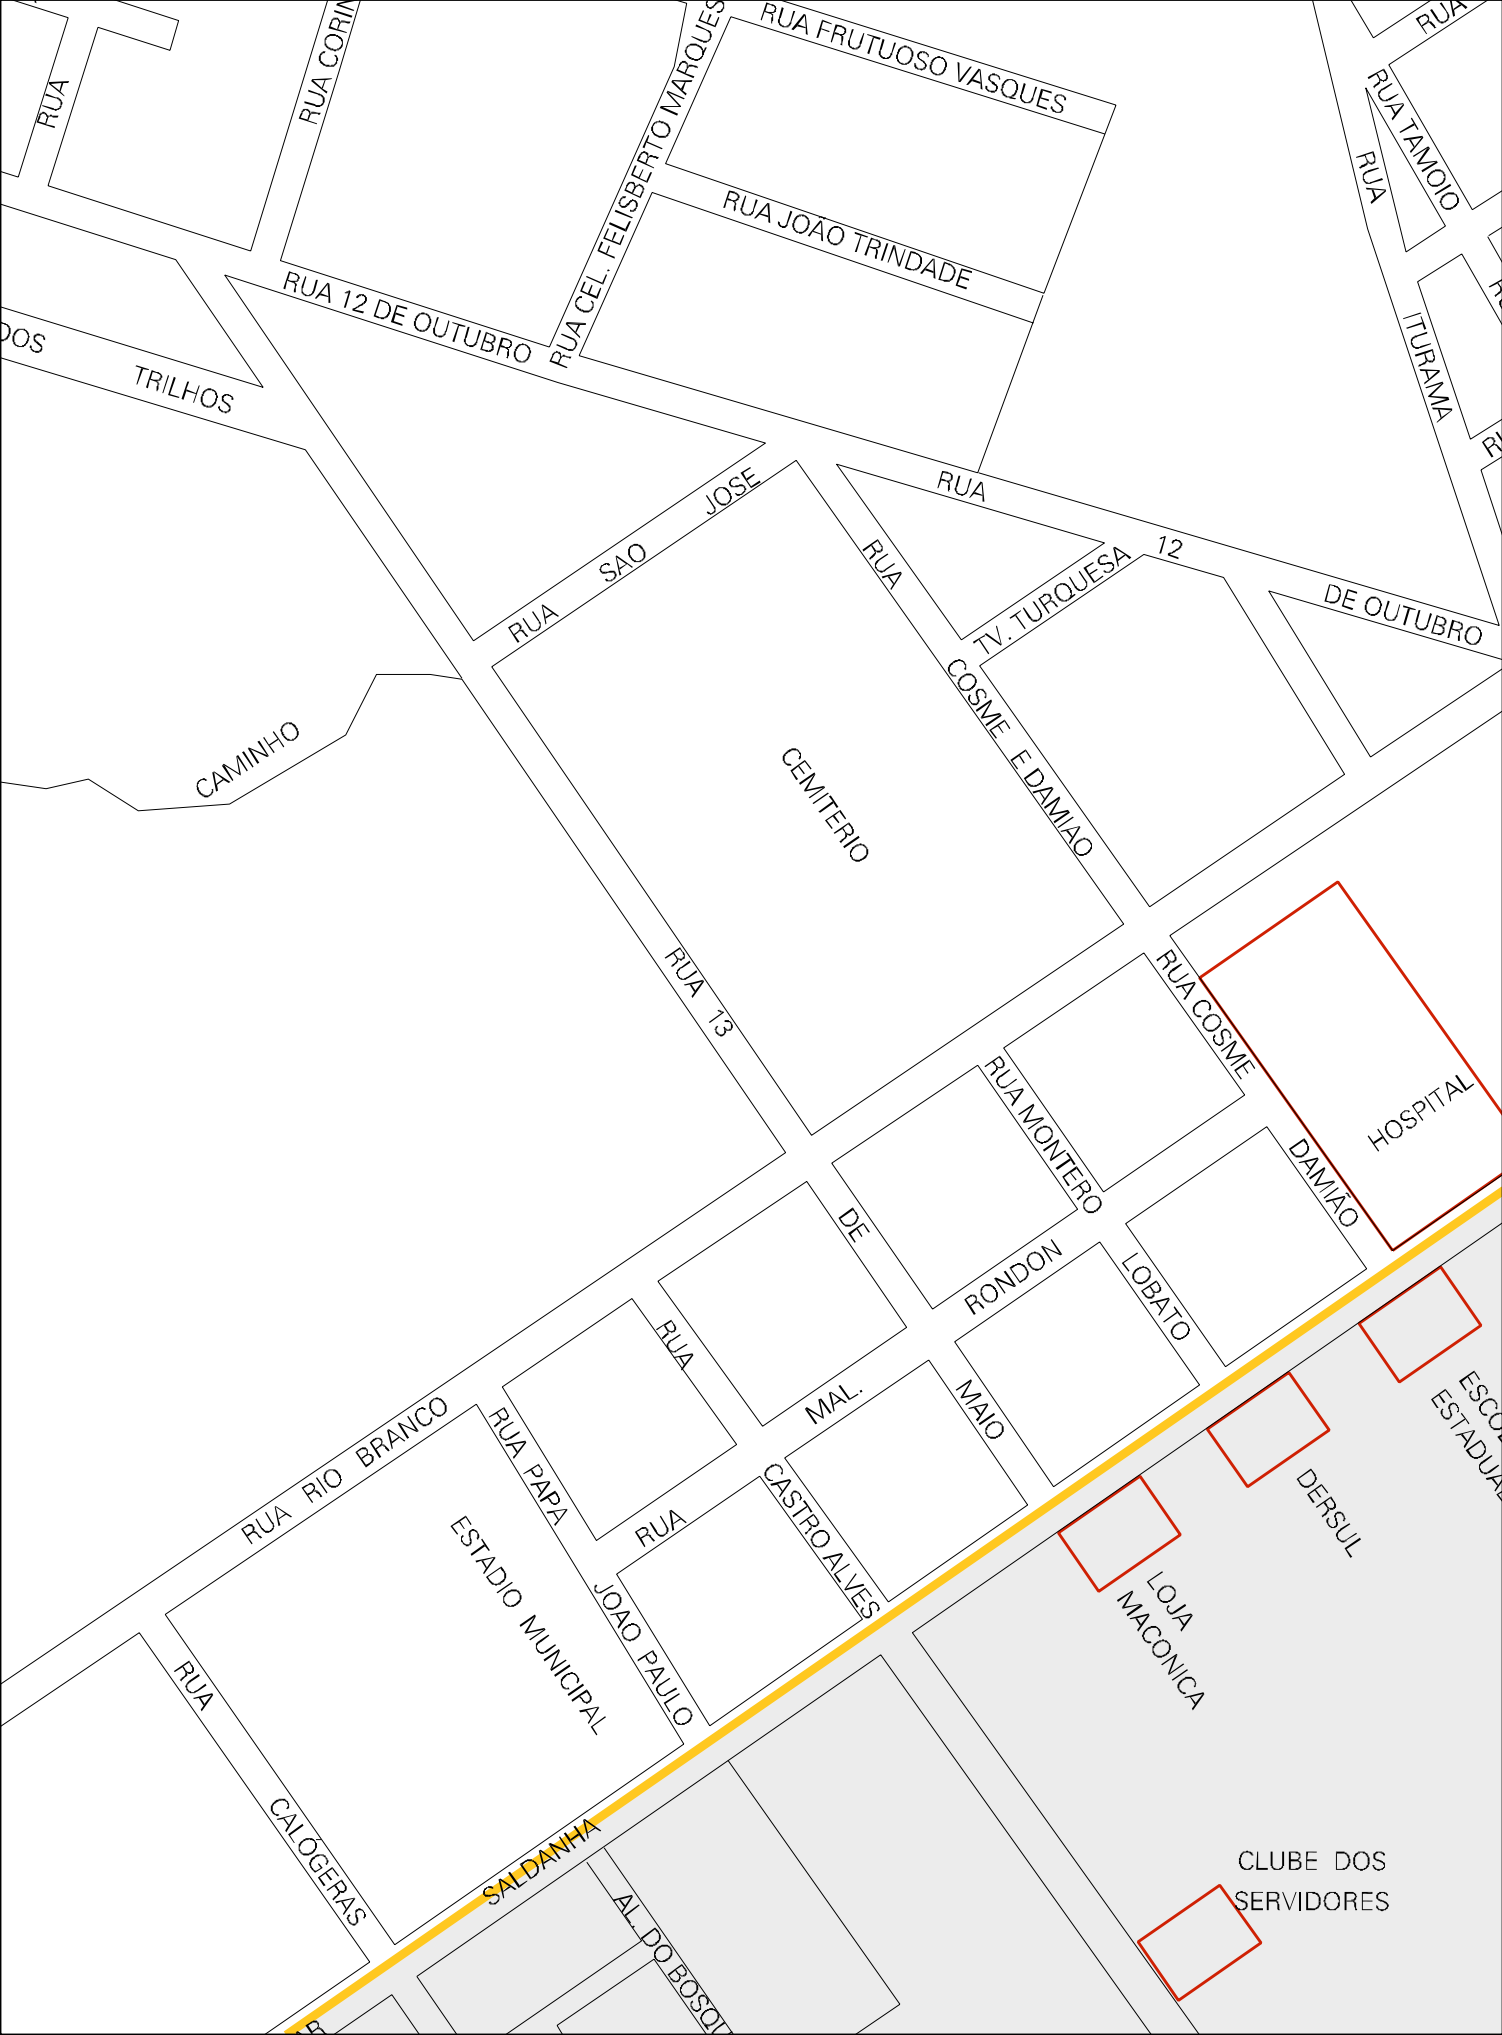 RUA FRUTUOSO VASQUES
RUA
RUA
RUA CEL. FELISBERTO MARQUES
RUA TAMOIO
RUA
RUA JOÃO TRINDADE
RUA 12 DE OUTUBRO
ITURAMA
DOS
TRILHOS
RUA
12
DE OUTUBRO
RUA SAO JOSE
RUA
COSME E DAMIAO
TV. TURQUESA
CAMINHO
CEMITERIO
RUA 13
DE
MAIO
RUA COSME
DAMIÃO
HOSPITAL
RUA MONTERO
LOBATO
RUA
MAL.
RONDON
RUA
CASTRO ALVES
RUA RIO BRANCO
RUA PAPA
JOAO PAULO
ESTADIO MUNICIPAL
RUA
CALÓGERAS
SALDANHA
ESTADUAL
DERSUL
LOJA
MACONICA
CLUBE DOS
SERVIDORES
AL. DO